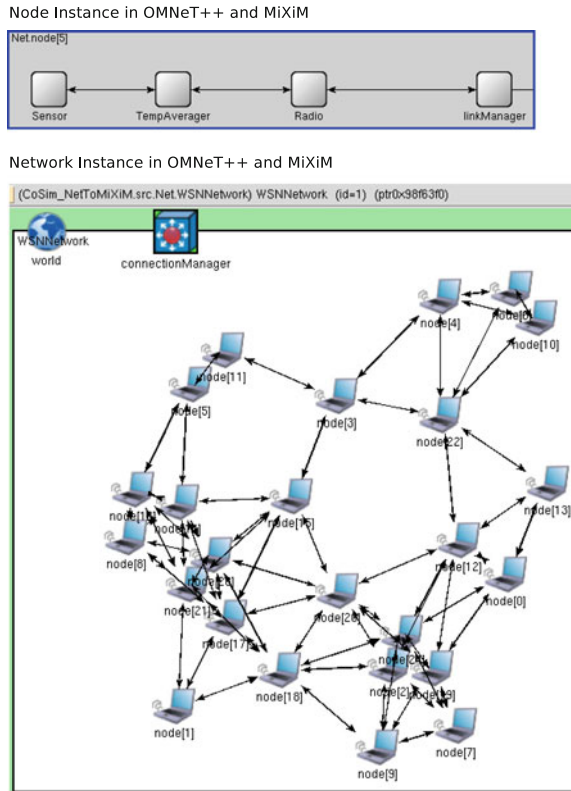 Node Instance in OMNeT++ and MiXiM
Net.node[5]
Sensor
TempAverager
Radio
linkManager
Network Instance in OMNeT++ and MiXiM
(CoSim_NetToMiXiM.src.Net.WSNNetwork) WSNNetwork (id=1) (ptr0x98f63f0)
WSNNetwork
world
connectionManager
node[4]
node[10]
node[11]
node[5]
node[3]
node[22]
node[13]
node[15]
node[12]
node[8]
node[0]
node[21]
node[17]
node[18]
node[2]
node[1]
node[7]
node[9]